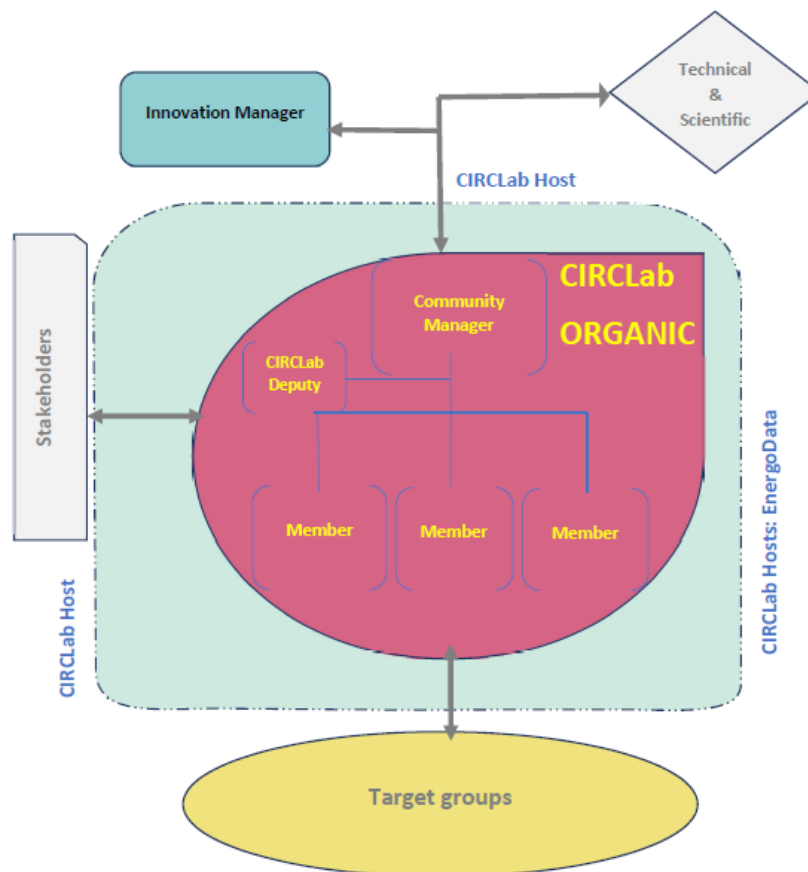 Technical
&
Scientific
Innovation Manager
CIRCLab Host
CIRCLab
ORGANIC
Community
Manager
CIRCLab
Deputy
Stakeholders
Member
Member
Member
CIRCLab Host
CIRCLab Hosts: EnergoData
Target groups